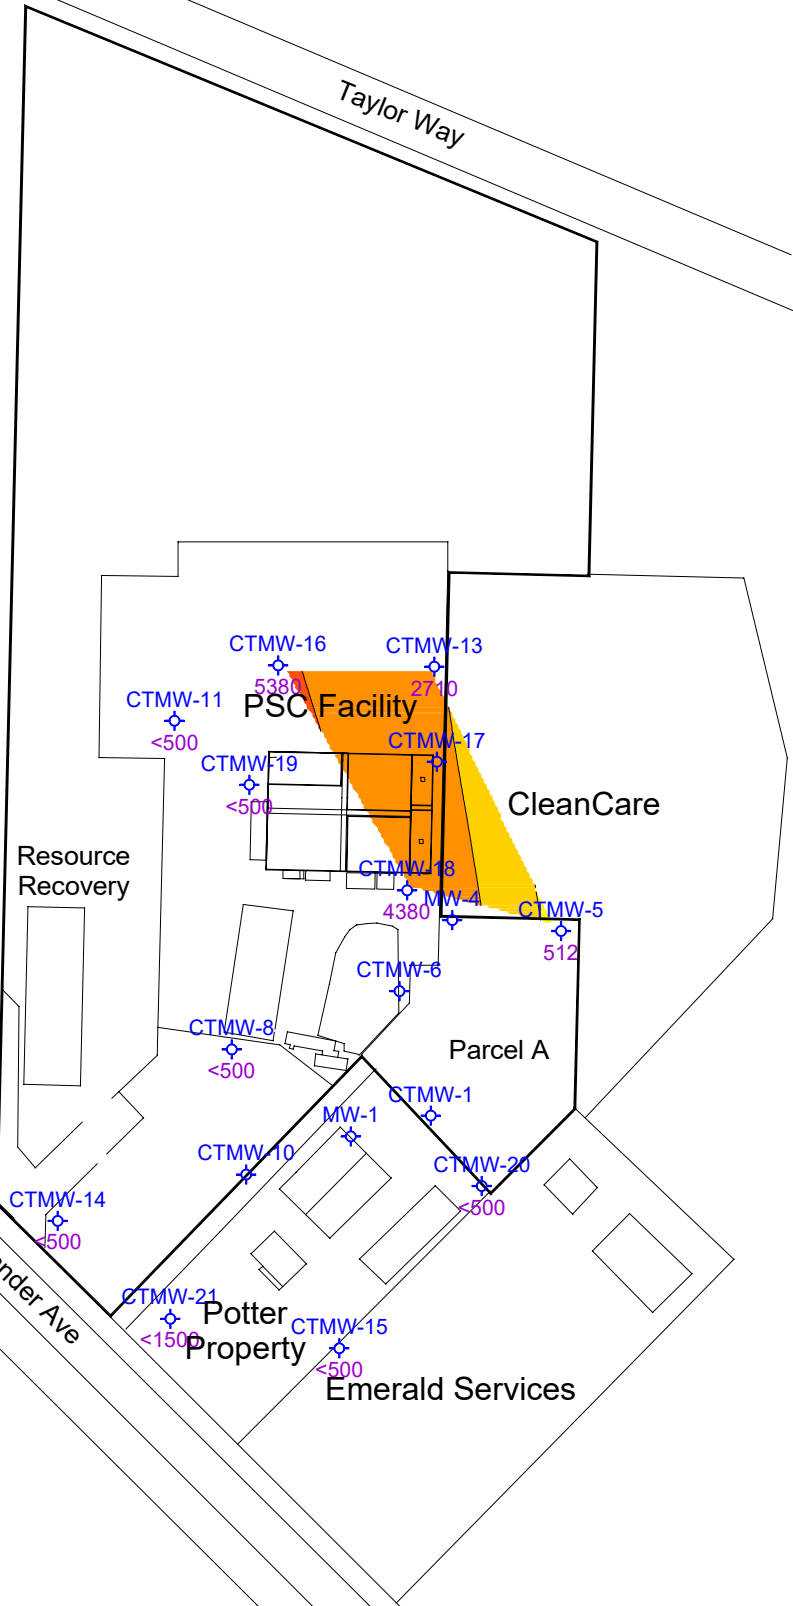 Taylor Way
CTMW-16
CTMW-13
5380
2710
CTMW-11
PSC Facility
<500
CTMW-17
CTMW-19
<500
CleanCare
Resource
Recovery
CTMW-18
4380
MW-4
CTMW-5
512
CTMW-6
CTMW-8
<500
Parcel A
CTMW-1
MW-1
CTMW-10
CTMW-20
<500
CTMW-14
<500
nder Ave
CTMW-21
<1500
Potter
Property
CTMW-15
<500
Emerald Services